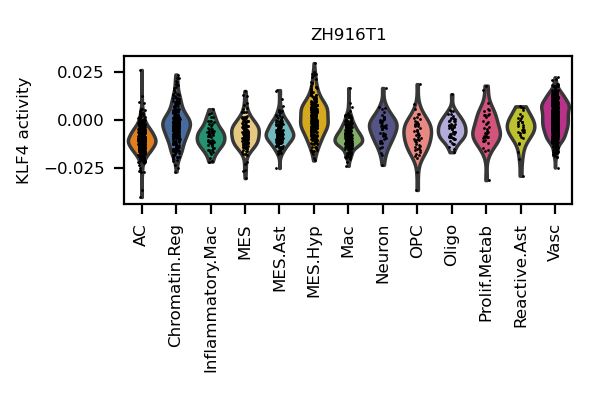 ZH916T1
KLF4 activity
0.025
0.000
−0.025
AC
Chromatin.Reg
Inflammatory.Mac
MES
MES.Ast
MES.Hyp
Mac
Neuron
OPC
Oligo
Prolif.Metab
Reactive.Ast
Vasc